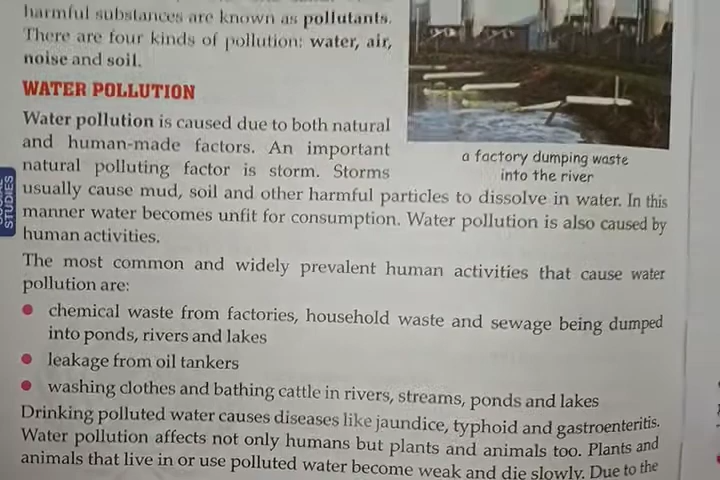 harmful substances are known as pollutants.
There are four kinds of pollution: water, air,
noise and soil.
WATER POLLUTION
Water pollution is caused due to both natural
and human-made factors. An important
natural polluting factor is storm. Storms
usually cause mud, soil and other harmful particles to dissolve in water. In this
manner water becomes unfit for consumption. Water pollution is also caused by
human activities.
a factory dumping waste
into the river
STUDIES
The most common and widely prevalent human activities that cause water
pollution are:
• chemical waste from factories, household waste and sewage being dumped
into ponds, rivers and lakes
• leakage from oil tankers
• washing clothes and bathing cattle in rivers, streams, ponds and lakes
Drinking polluted water causes diseases like jaundice, typhoid and gastroenteritis.
Water pollution affects not only humans but plants and animals too. Plants and
animals that live in or use polluted water become weak and die slowly. Due to the